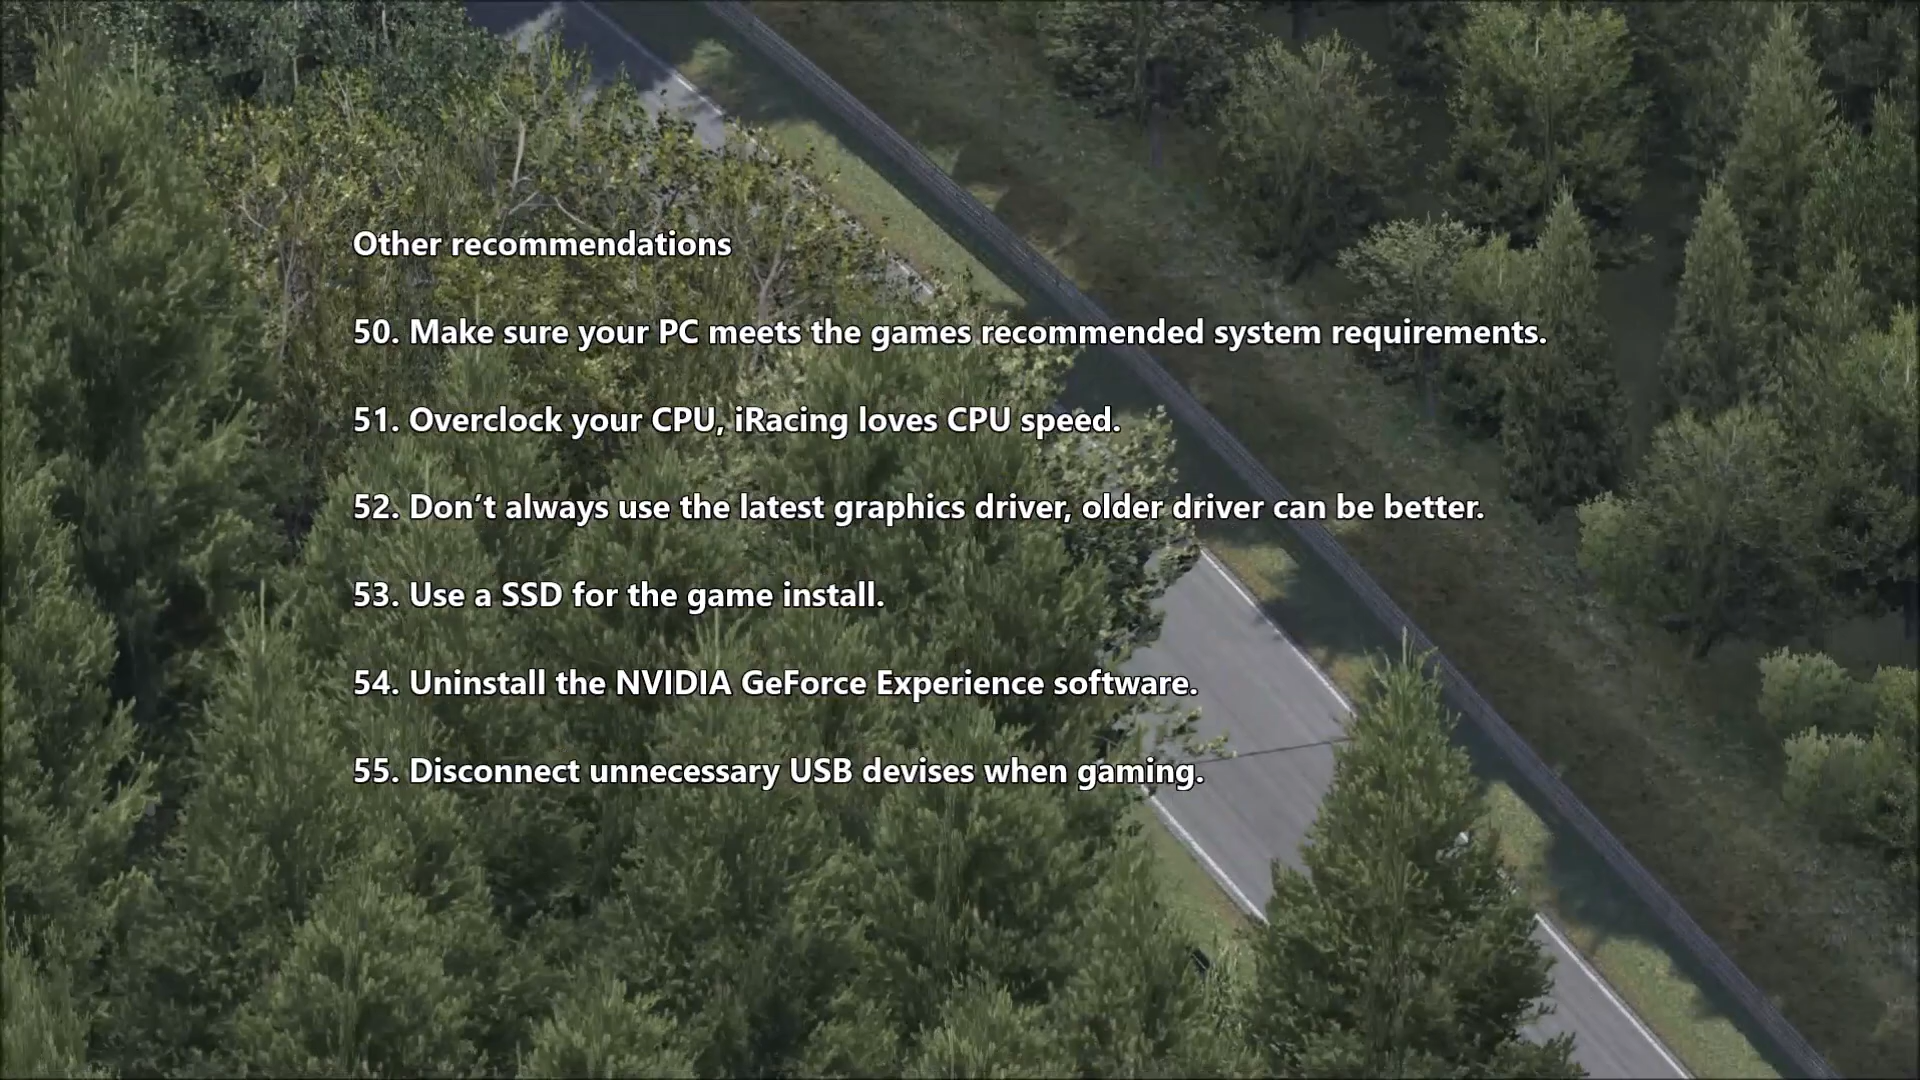 Other recommendations
50. Make sure your PC meets the games recommended system requirements.
51. Overclock your CPU, iRacing loves CPU speed.
52. Don’t always use the latest graphics driver, older driver can be better.
53. Use a SSD for the game install.
54. Uninstall the NVIDIA GeForce Experience software.
55. Disconnect unnecessary USB devises when gaming.